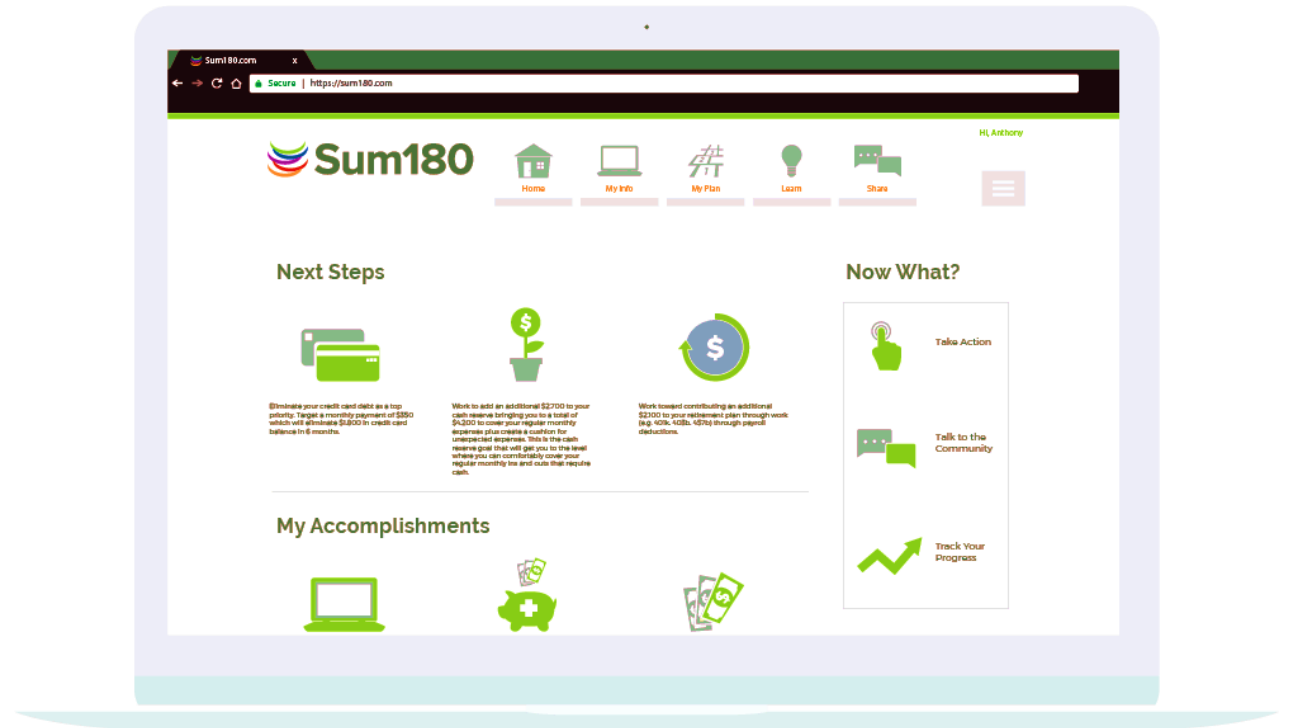 Sum180.com x
Secure | https://sum180.com
Hi, Anthony
Sum180
Home My Info My Plan Learn Share
Next Steps
Eliminate your credit card debt as a top
priority. Target a monthly payment of $350
which will eliminate $1,800 in credit card
balance in 6 months.
Work to add an additional $2,700 to your
cash reserve bringing you to a total of
$4,200 to cover your regular monthly
expenses plus create a cushion for
unexpected expenses. This is the cash
reserve goal that will get you to the level
where you can comfortably cover your
regular monthly ins and outs that require
cash.
Work toward contributing an additional
$2,100 to your retirement plan through work
(e.g. 401k. 403b. 457b) through payroll
deductions.
Now What?
Take Action
Talk to the
Community
Track Your
Progress
My Accomplishments